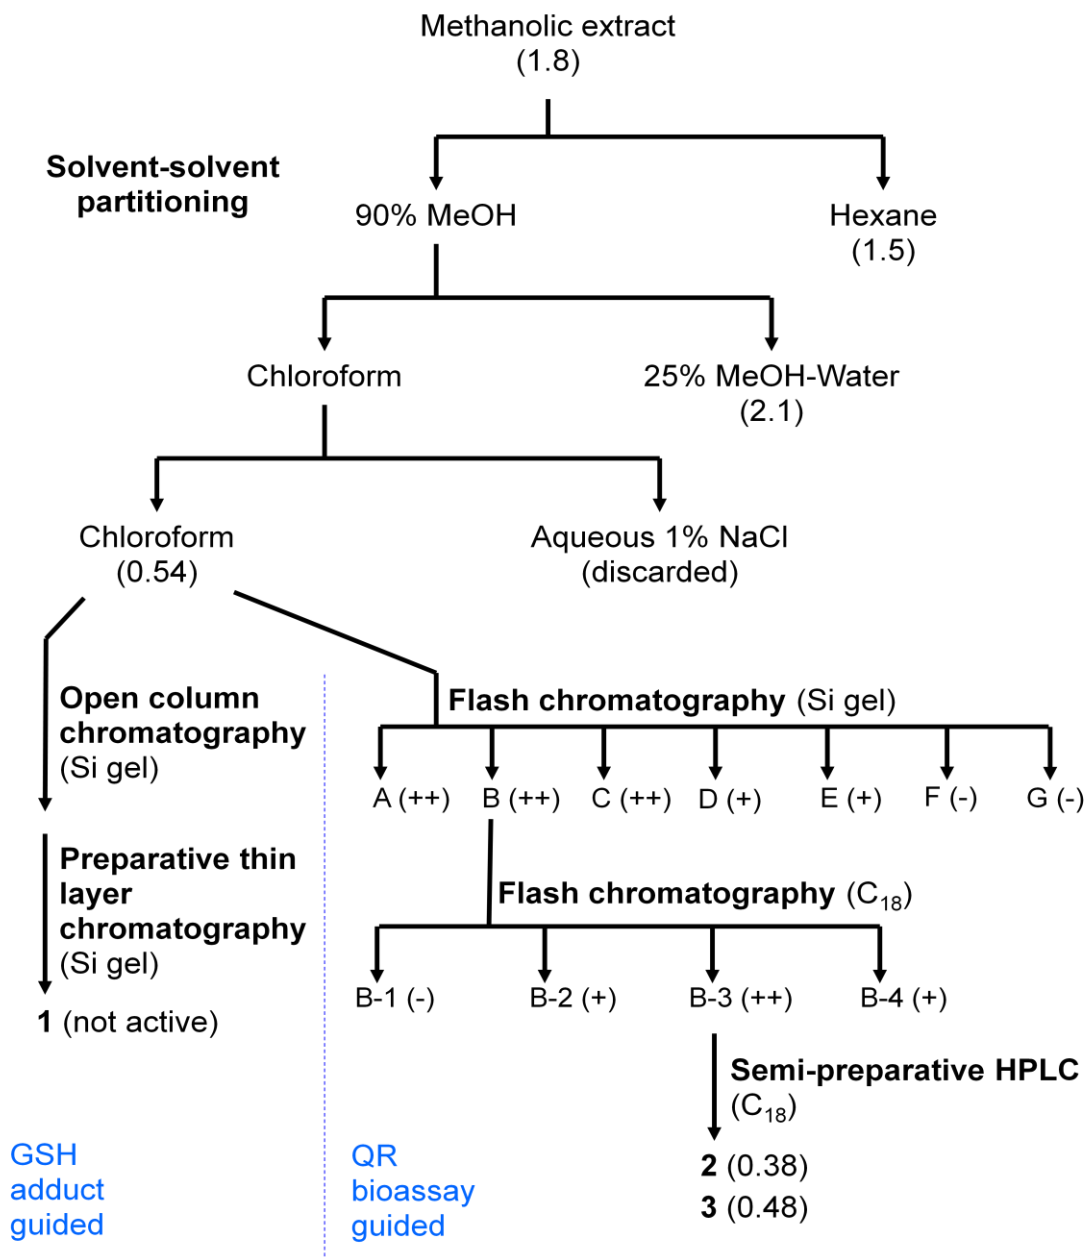 Methanolic extract
(1.8)
Solvent-solvent
partitioning
90% MeOH
Hexane
(1.5)
Chloroform
25% MeOH-Water
(2.1)
Chloroform
(0.54)
Aqueous 1% NaCl
(discarded)
Open column
chromatography
(Si gel)
Preparative thin
layer
chromatography
(Si gel)
1 (not active)
GSH
adduct
guided
Flash chromatography (Si gel)
A (++) B (++) C (++) D (+) E (+) F (-) G (-)
Flash chromatography (C₁₈)
B-1 (-) B-2 (+) B-3 (++) B-4 (+)
Semi-preparative HPLC
(C₁₈)
2 (0.38)
3 (0.48)
QR
bioassay
guided